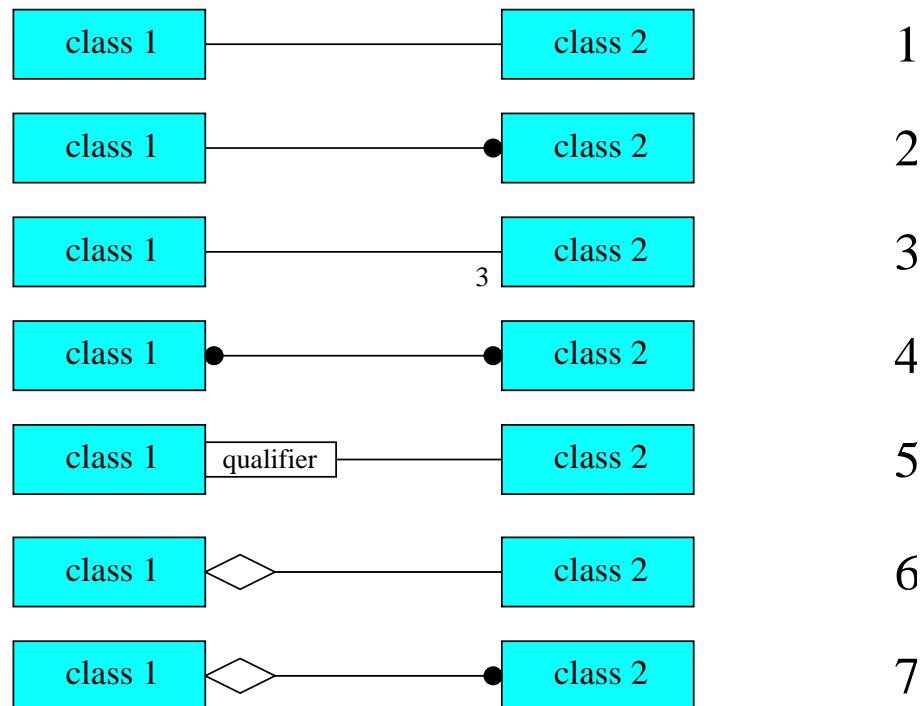 class 1 class 2 1
class 1 class 2 2
class 1 class 2 3
3
class 1 class 2 4
class 1 qualifier class 2 5
class 1 class 2 6
class 1 class 2 7